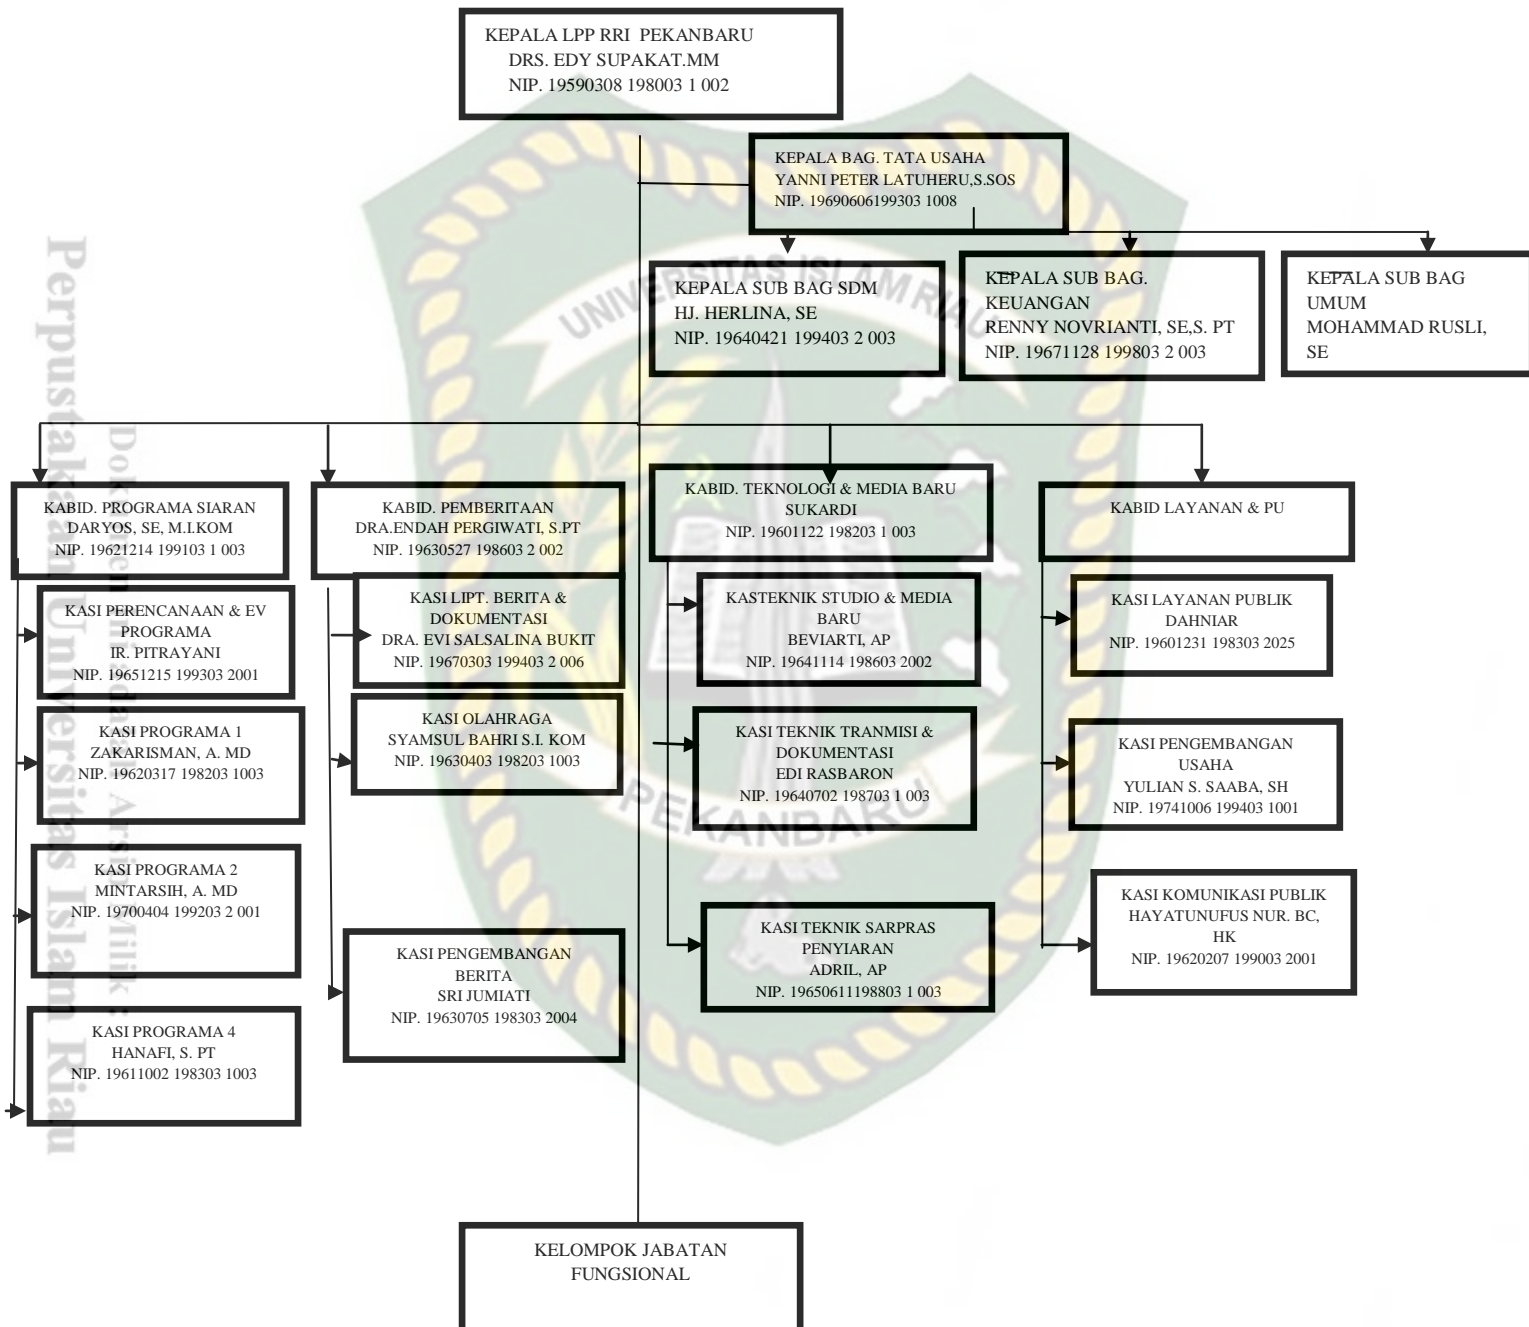 KEPALA LPP RRI PEKANBARU
DRS. EDY SUPAKAT.MM
NIP. 19590308 198003 1 002
KEPALA BAG. TATA USAHA
YANNI PETER LATUHERU,S.SOS
NIP. 19690606199303 1008
KEPALA SUB BAG SDM
HJ. HERLINA, SE
NIP. 19640421 199403 2 003
KEPALA SUB BAG.
KEUANGAN
RENNY NOVRIANTI, SE,S. PT
NIP. 19671128 199803 2 003
KEPALA SUB BAG
UMUM
MOHAMMAD RUSLI,
SE
KABID. PROGRAMA SIARAN
DARYOS, SE, M.I.KOM
NIP. 19621214 199103 1 003
KASI PERENCANAAN & EV
PROGRAMA
IR. PITRAYANI
NIP. 19651215 199303 2001
KASI PROGRAMA 1
ZAKARISMAN, A. MD
NIP. 19620317 198203 1003
KASI PROGRAMA 2
MINTARSIH, A. MD
NIP. 19700404 199203 2 001
KASI PROGRAMA 4
HANAFI, S. PT
NIP. 19611002 198303 1003
KABID. PEMBERITAAN
DRA.ENDAH PERGIWATI, S.PT
NIP. 19630527 198603 2 002
KASI LIPT. BERITA &
DOKUMENTASI
DRA. EVI SALSALINA BUKIT
NIP. 19670303 199403 2 006
KASI OLAHRAGA
SYAMSUL BAHRI S.I. KOM
NIP. 19630403 198203 1003
KASI PENGEMBANGAN
BERITA
SRI JUMIATI
NIP. 19630705 198303 2004
KABID. TEKNOLOGI & MEDIA BARU
SUKARDI
NIP. 19601122 198203 1 003
KASTEKNIK STUDIO & MEDIA
BARU
BEVIARTI, AP
NIP. 19641114 198603 2002
KASI TEKNIK TRANMISI &
DOKUMENTASI
EDI RASBARON
NIP. 19640702 198703 1 003
KASI TEKNIK SARPRAS
PENYIARAN
ADRIL, AP
NIP. 19650611198803 1 003
KABID LAYANAN & PU
KASI LAYANAN PUBLIK
DAHNIAR
NIP. 19601231 198303 2025
KASI PENGEMBANGAN
USAHA
YULIAN S. SAABA, SH
NIP. 19741006 199403 1001
KASI KOMUNIKASI PUBLIK
HAYATUNUFUS NUR. BC,
HK
NIP. 19620207 199003 2001
KELOMPOK JABATAN
FUNGSIONAL
UNIVERSITAS ISLAM RIAU
PEKANBARU
Dokumen ini adalah Arsip Milik :
Perpustakaan Universitas Islam Riau